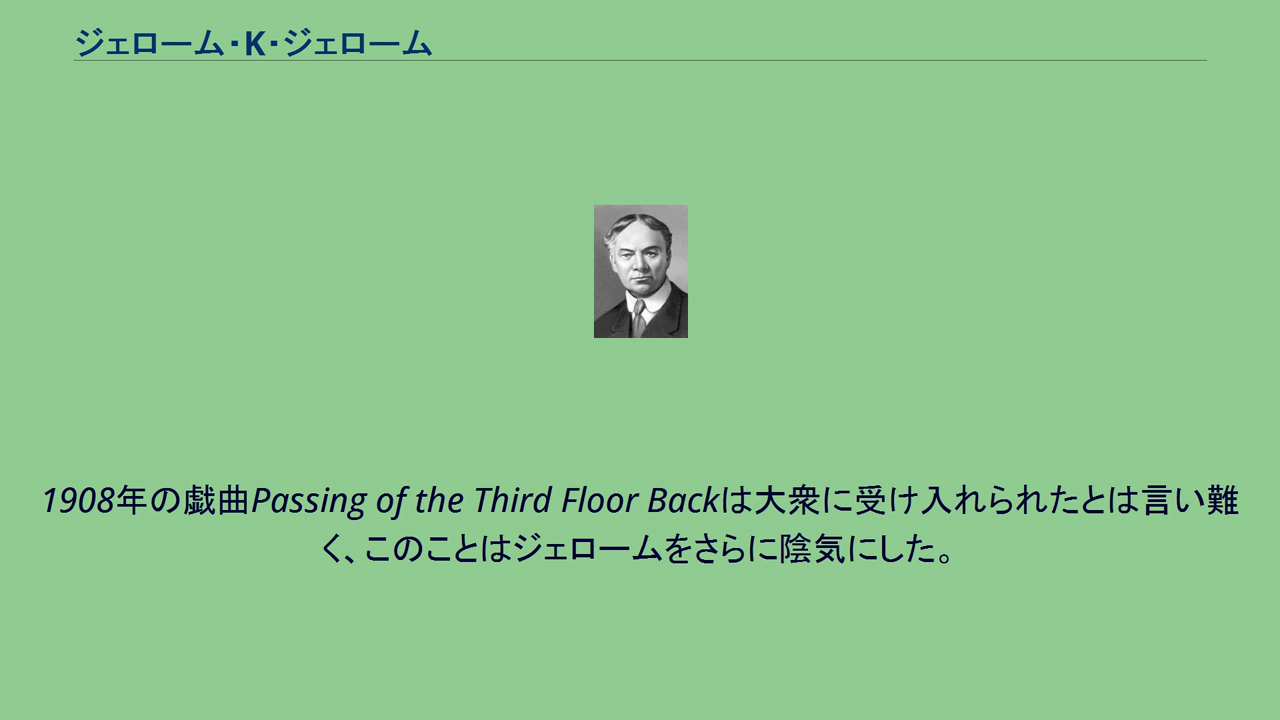 ジェローム・K・ジェローム
1908年の戯曲Passing of the Third Floor Backは大衆に受け入れられたとは言い難
く、このことはジェロームをさらに陰気にした。